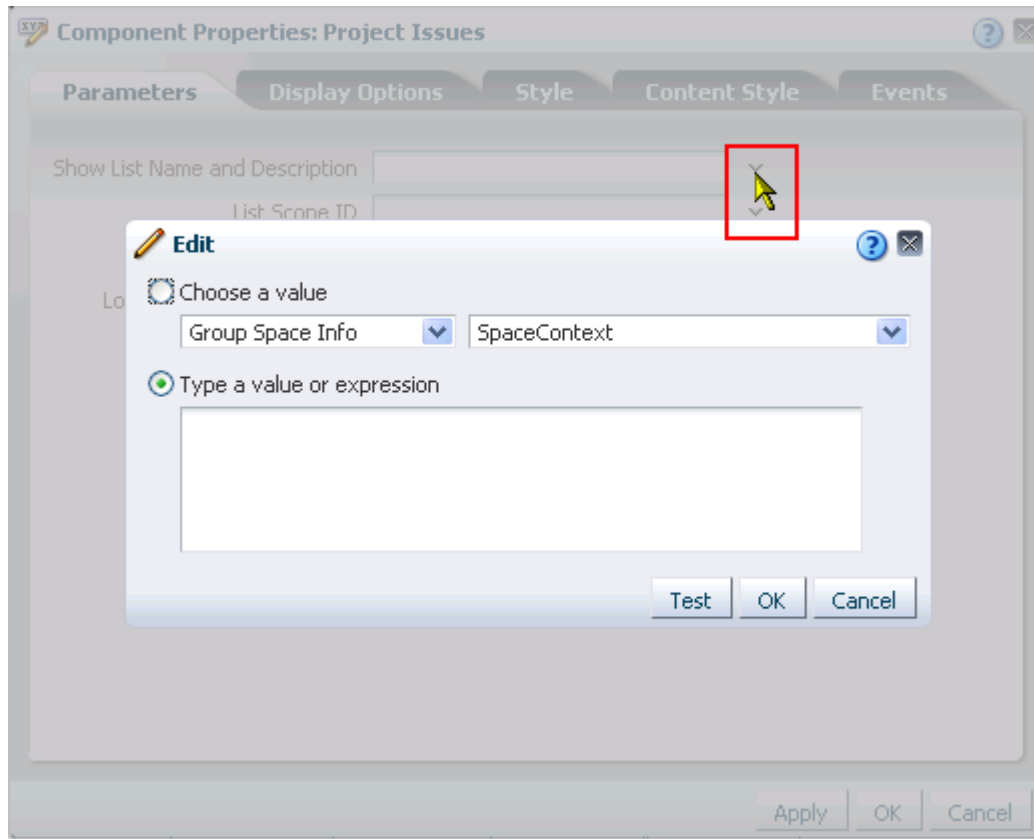 Component Properties: Project Issues
Parameters Display Options Style Content Style Events
Show List Name and Description
List Scope ID
Edit
Lo
Choose a value
Group Space Info SpaceContext
Type a value or expression
Test OK Cancel
Apply OK Cancel